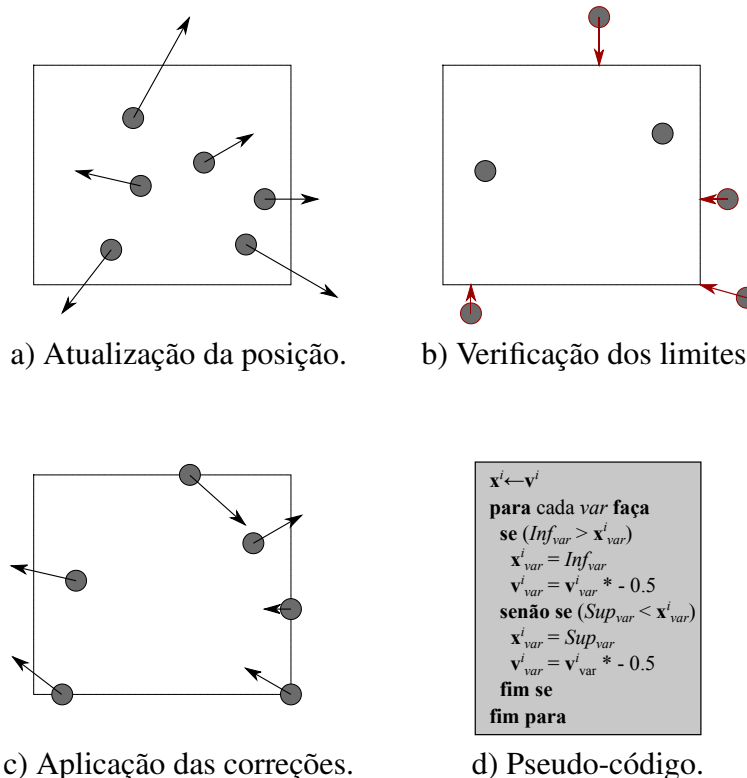 a) Atualização da posição.
b) Verificação dos limites
c) Aplicação das correções.
xⁱ←vⁱ
para cada var faça
se (Inf_var > xⁱ_var)
xⁱ_var = Inf_var
vⁱ_var = vⁱ_var * - 0.5
senão se (Sup_var < xⁱ_var)
xⁱ_var = Sup_var
vⁱ_var = vⁱ_var * - 0.5
fim se
fim para
d) Pseudo-código.